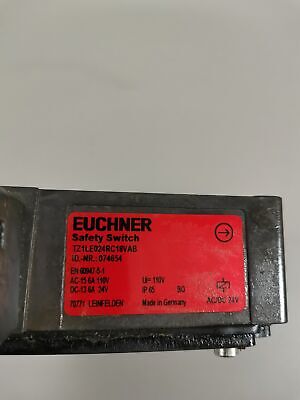 EUCHNER
Safety Switch
TZ1LE024RC18VAB
ID.-NR.: 074654
EN 60947-5-1
AC-15 6A 110V Ui= 110V
DC-13 6A 24V IP 65
70771 LEINFELDEN Made in Germany
AC/DC 24V